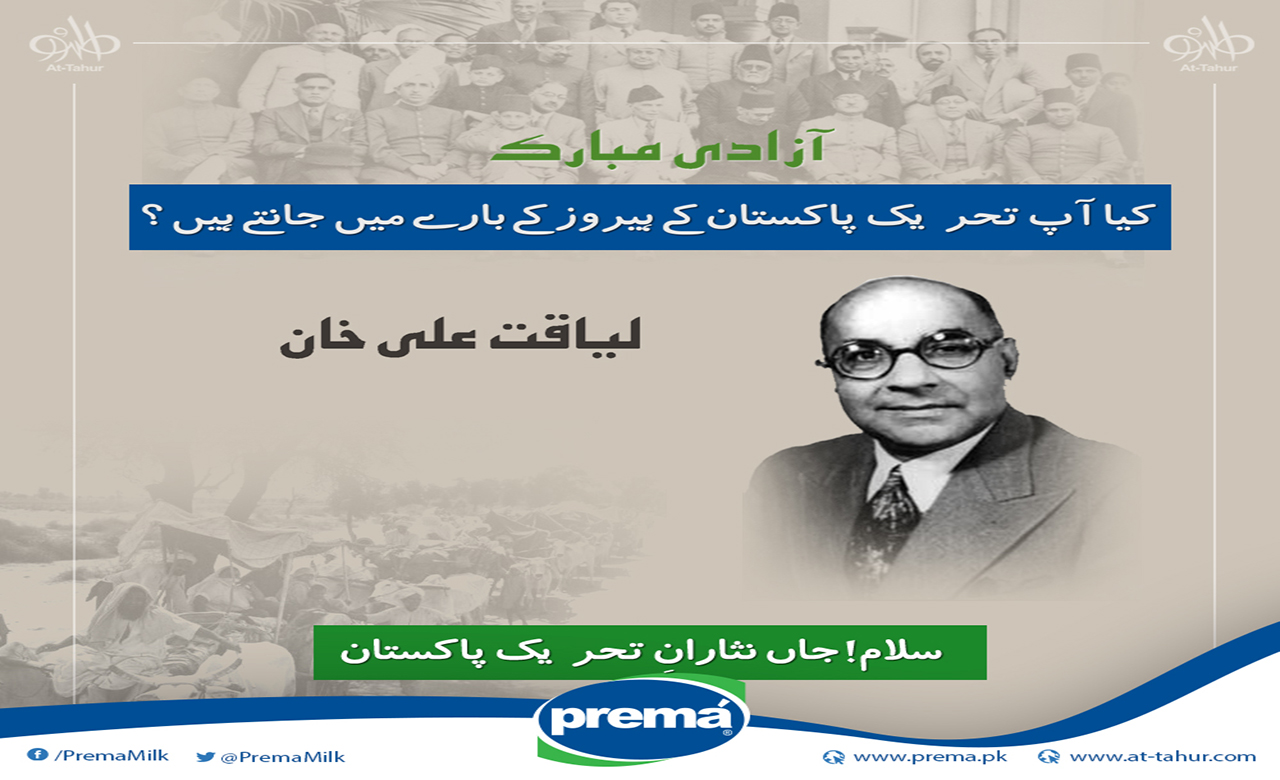 At-Tahur
At-Tahur
آزادی مبارک
کیا آپ تحریک پاکستان کے ہیروز کے بارے میں جانتے ہیں ؟
لیاقت علی خان
سلام! جاں نثارانِ تحریک پاکستان
premá®
/PremaMilk
@PremaMilk
www.prema.pk
www.at-tahur.com